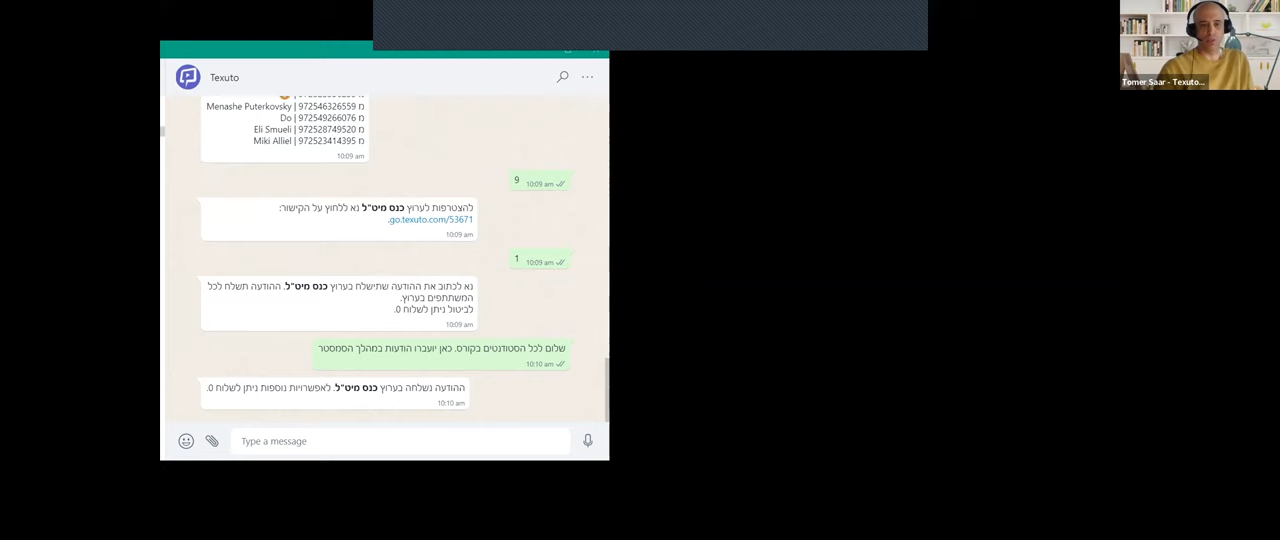 Texuto
Menashe Puterkovsky | 972546326559 מ
Do | 972549266076 מ
Eli Smueli | 972528749520 מ
Miki Alliel | 972523414395 מ
10:09 am
9
10:09 am
להצטרפות לערוץ כנס מיט"ל נא ללחוץ על הקישור:
go.texuto.com/53671.
10:09 am
1
10:09 am
נא לכתוב את ההודעה שתישלח בערוץ כנס מיט"ל. ההודעה תשלח לכל
המשתתפים בערוץ.
לביטול ניתן לשלוח 0.
10:09 am
שלום לכל הסטודנטים בקורס. כאן יועברו הודעות במהלך הסמסטר
10:10 am
ההודעה נשלחה בערוץ כנס מיט"ל. לאפשרויות נוספות ניתן לשלוח 0.
10:10 am
Type a message
Tomer Saar - Texuto...